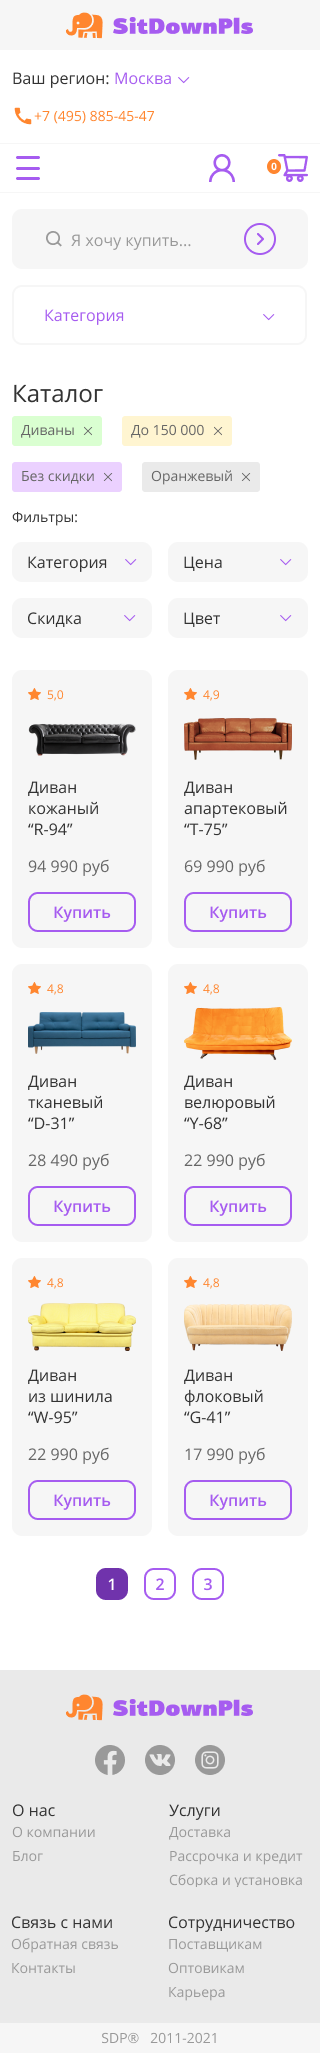 SitDownPls
Ваш регион: Москва
+7 (495) 885-45-47
0
Я хочу купить...
Категория
Каталог
Диваны
До 150 000
Без скидки
Оранжевый
Фильтры:
Категория
Цена
Скидка
Цвет
5,0
Диван
кожаный
“R-94”
94 990 руб
Купить
4,9
Диван
апартековый
“T-75”
69 990 руб
Купить
4,8
Диван
тканевый
“D-31”
28 490 руб
Купить
4,8
Диван
велюровый
“Y-68”
22 990 руб
Купить
4,8
Диван
из шинила
“W-95”
22 990 руб
Купить
4,8
Диван
флоковый
“G-41”
17 990 руб
Купить
1 2 3
SitDownPls
О нас
О компании
Блог
Услуги
Доставка
Рассрочка и кредит
Сборка и установка
Связь с нами
Обратная связь
Контакты
Сотрудничество
Поставщикам
Оптовикам
Карьера
SDP® 2011-2021